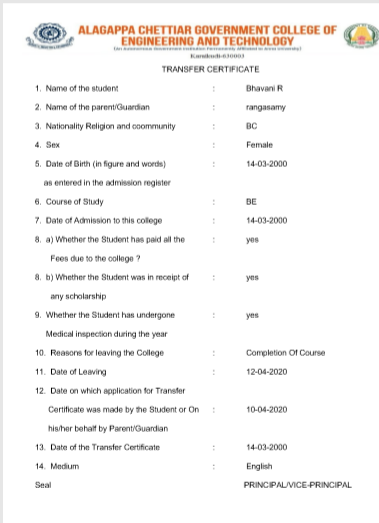 ALAGAPPA CHETTIAR GOVERNMENT COLLEGE OF
ENGINEERING AND TECHNOLOGY
Karaikudi-630003
TRANSFER CERTIFICATE
1. Name of the student : Bhavani R
2. Name of the parent/Guardian : rangasamy
3. Nationality Religion and coommunity : BC
4. Sex : Female
5. Date of Birth (in figure and words) : 14-03-2000
as entered in the admission register
6. Course of Study : BE
7. Date of Admission to this college : 14-03-2000
8. a) Whether the Student has paid all the : yes
Fees due to the college ?
8. b) Whether the Student was in receipt of : yes
any scholarship
9. Whether the Student has undergone : yes
Medical inspection during the year
10. Reasons for leaving the College : Completion Of Course
11. Date of Leaving : 12-04-2020
12. Date on which application for Transfer
Certificate was made by the Student or On : 10-04-2020
his/her behalf by Parent/Guardian
13. Date of the Transfer Certificate : 14-03-2000
14. Medium : English
Seal PRINCIPAL/VICE-PRINCIPAL